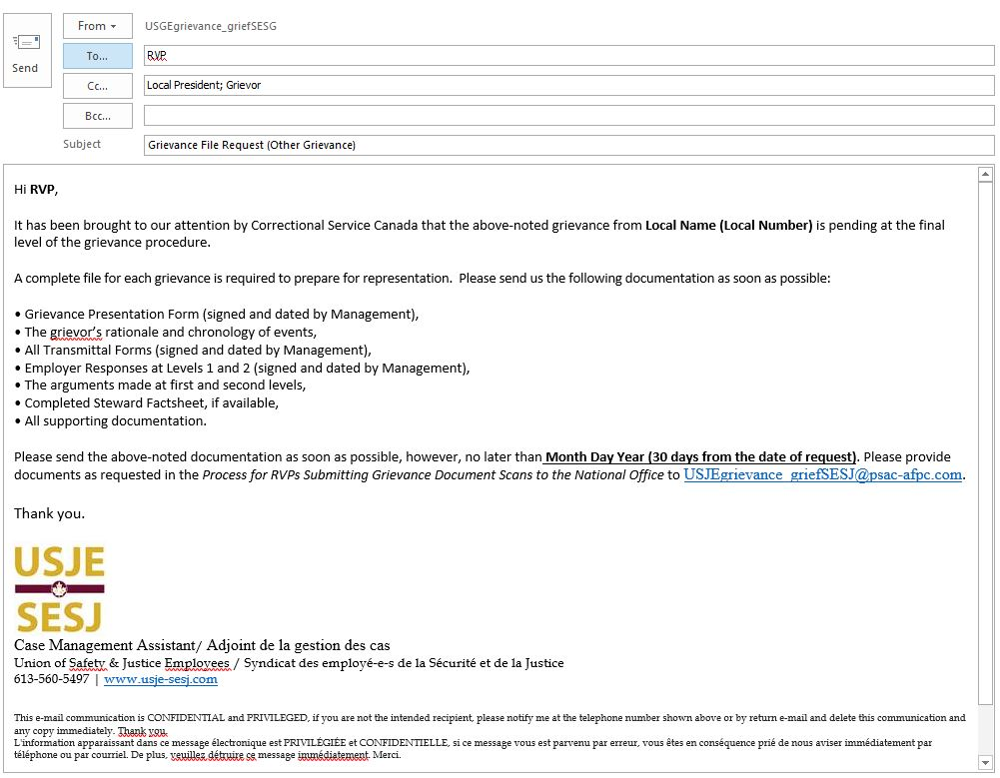 From
USGEgrievance_griefSESG
Send
To...
RVP
Cc...
Local President; Grievor
Bcc...
Subject
Grievance File Request (Other Grievance)
Hi RVP,
It has been brought to our attention by Correctional Service Canada that the above-noted grievance from Local Name (Local Number) is pending at the final
level of the grievance procedure.
A complete file for each grievance is required to prepare for representation. Please send us the following documentation as soon as possible:
• Grievance Presentation Form (signed and dated by Management),
• The grievor's rationale and chronology of events,
• All Transmittal Forms (signed and dated by Management),
• Employer Responses at Levels 1 and 2 (signed and dated by Management),
• The arguments made at first and second levels,
• Completed Steward Factsheet, if available,
• All supporting documentation.
Please send the above-noted documentation as soon as possible, however, no later than Month Day Year (30 days from the date of request). Please provide
documents as requested in the Process for RVPs Submitting Grievance Document Scans to the National Office to USJEgrievance_griefSESJ@psac-afpc.com.
Thank you.
USJE
SESJ
Case Management Assistant/ Adjoint de la gestion des cas
Union of Safety & Justice Employees / Syndicat des employé-e-s de la Sécurité et de la Justice
613-560-5497 | www.usje-sesj.com
This e-mail communication is CONFIDENTIAL and PRIVILEGED, if you are not the intended recipient, please notify me at the telephone number shown above or by return e-mail and delete this communication and
any copy immediately. Thank you.
L'information apparaissant dans ce message électronique est PRIVILÉGIÉE et CONFIDENTIELLE, si ce message vous est parvenu par erreur, vous êtes en conséquence prié de nous aviser immédiatement par
téléphone ou par courriel. De plus, veuillez détruire ce message immédiatement. Merci.